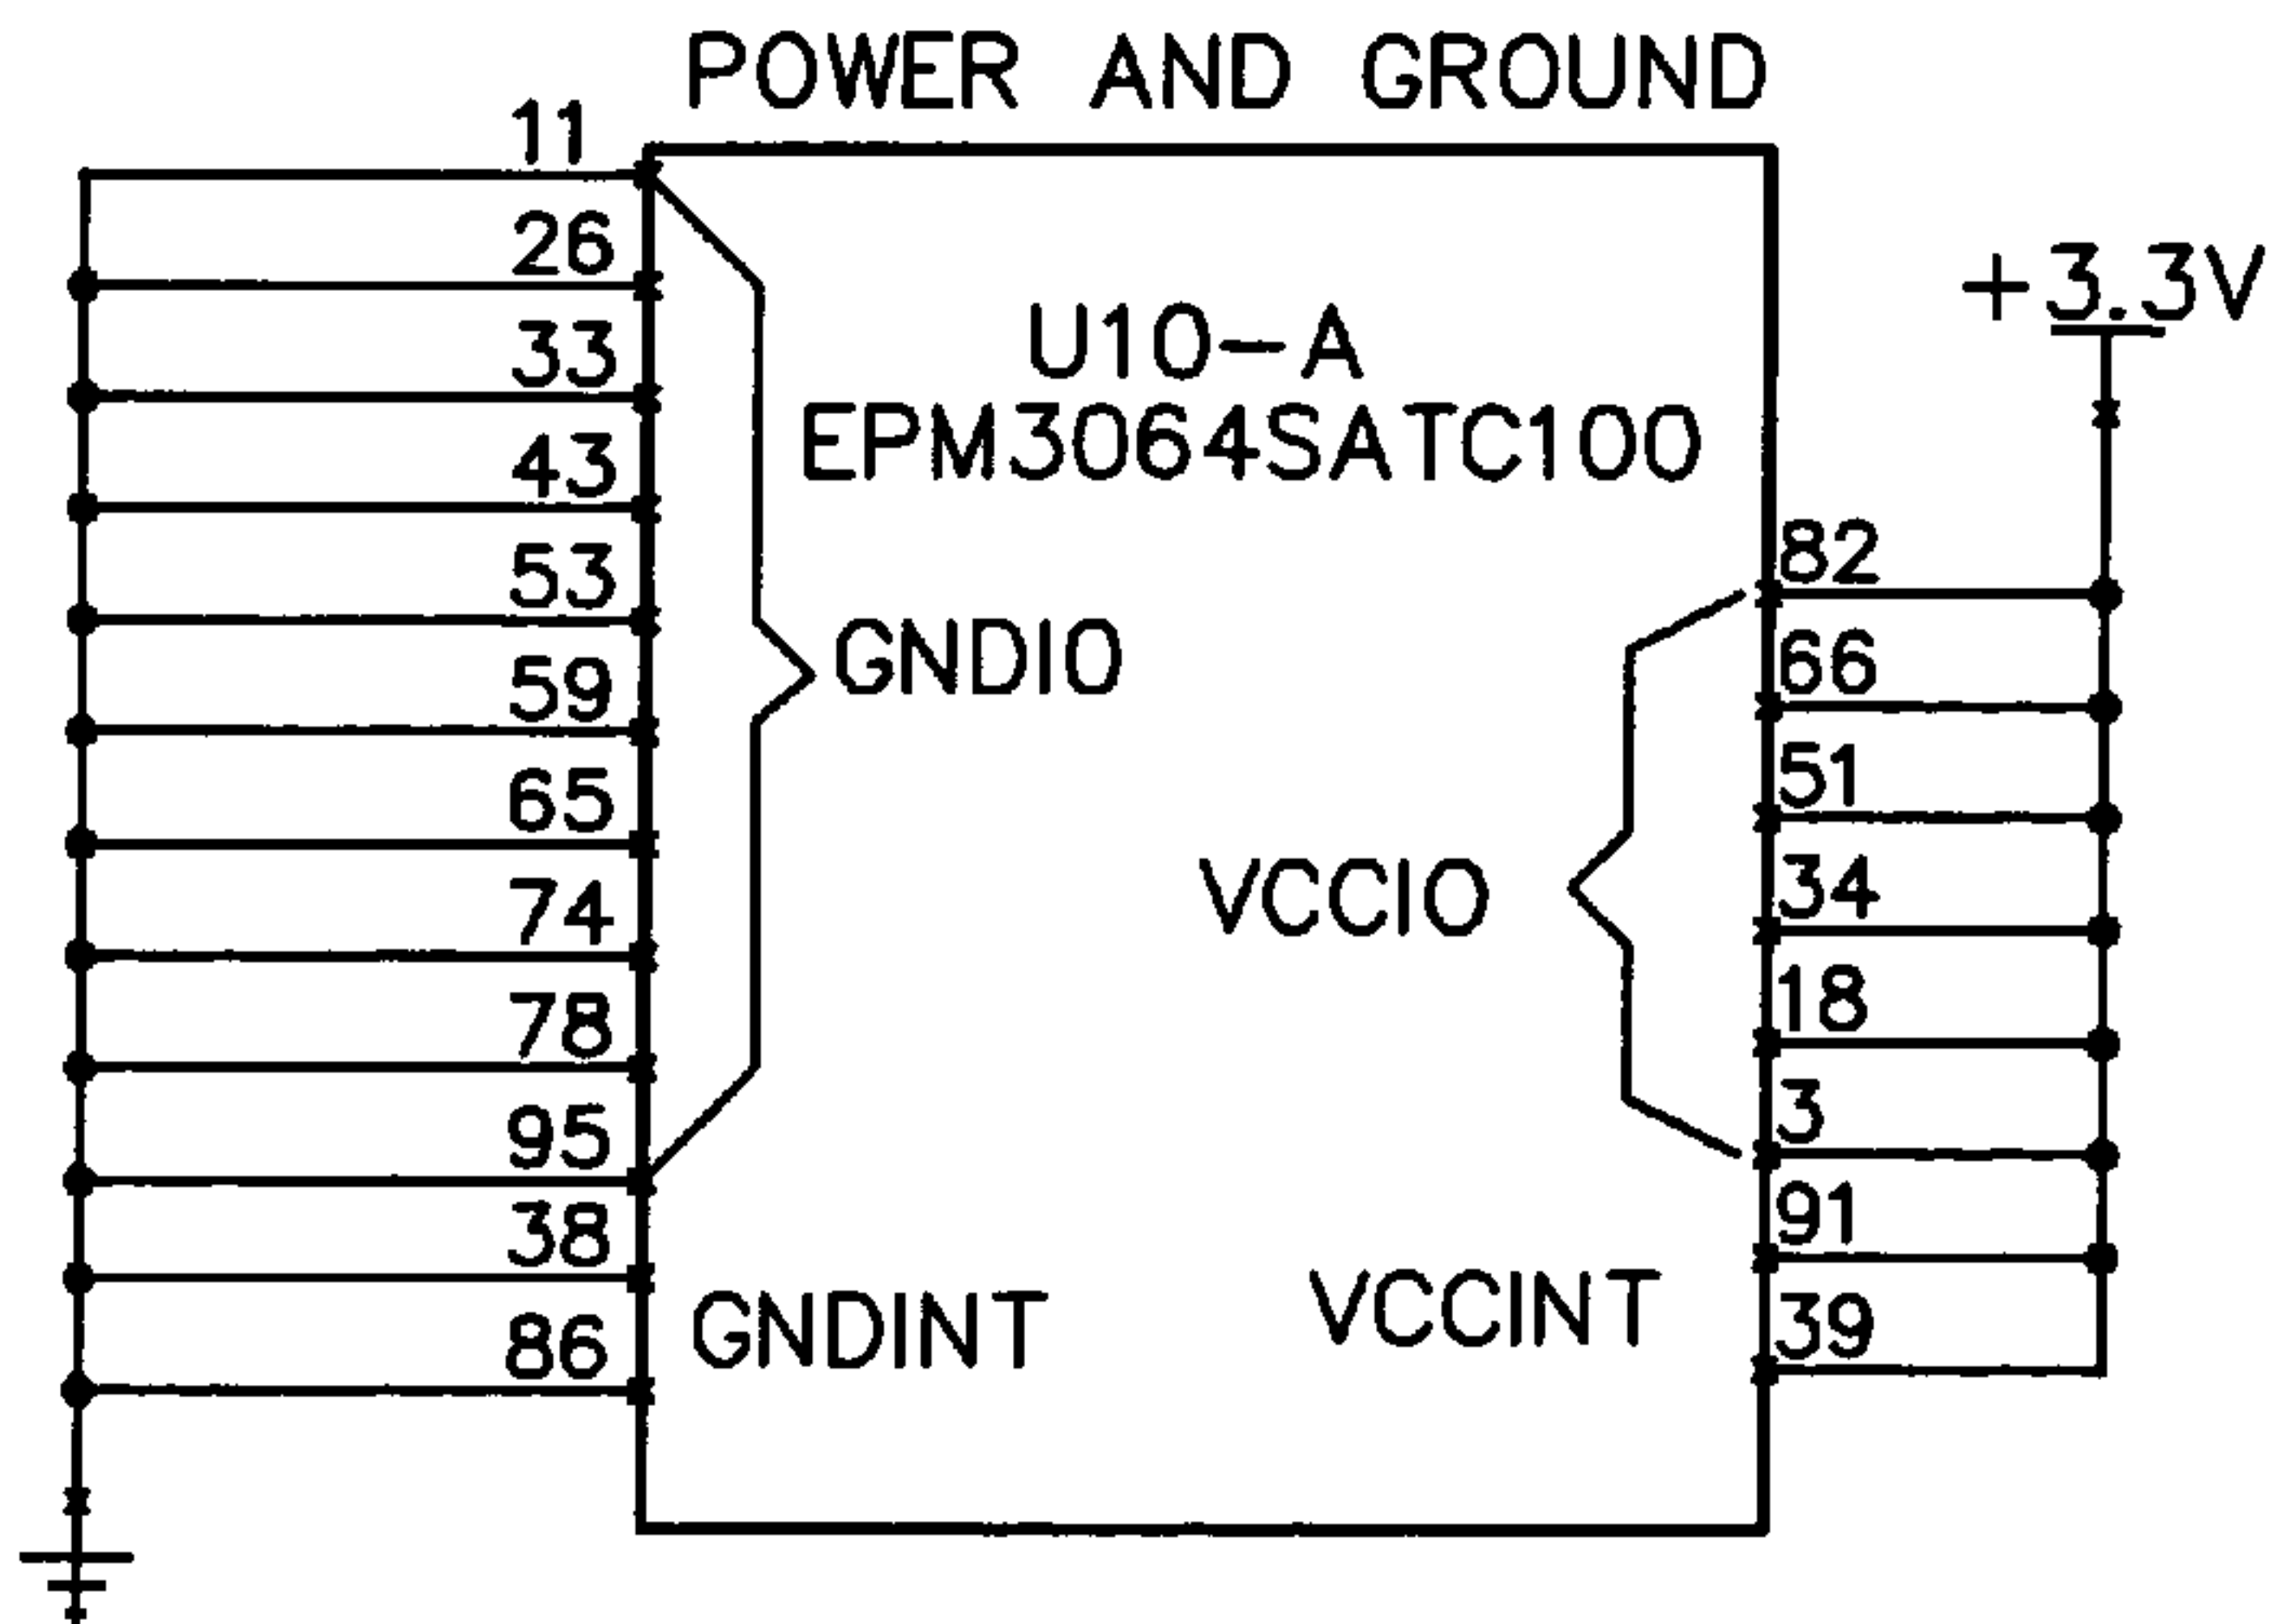 POWER AND GROUND
11
26
33
43
53
59
65
74
78
95
38
86
U10-A
EPM3064SATC100
GNDIO
GNDINT
+3.3V
82
66
51
34
18
3
91
39
VCCIO
VCCINT